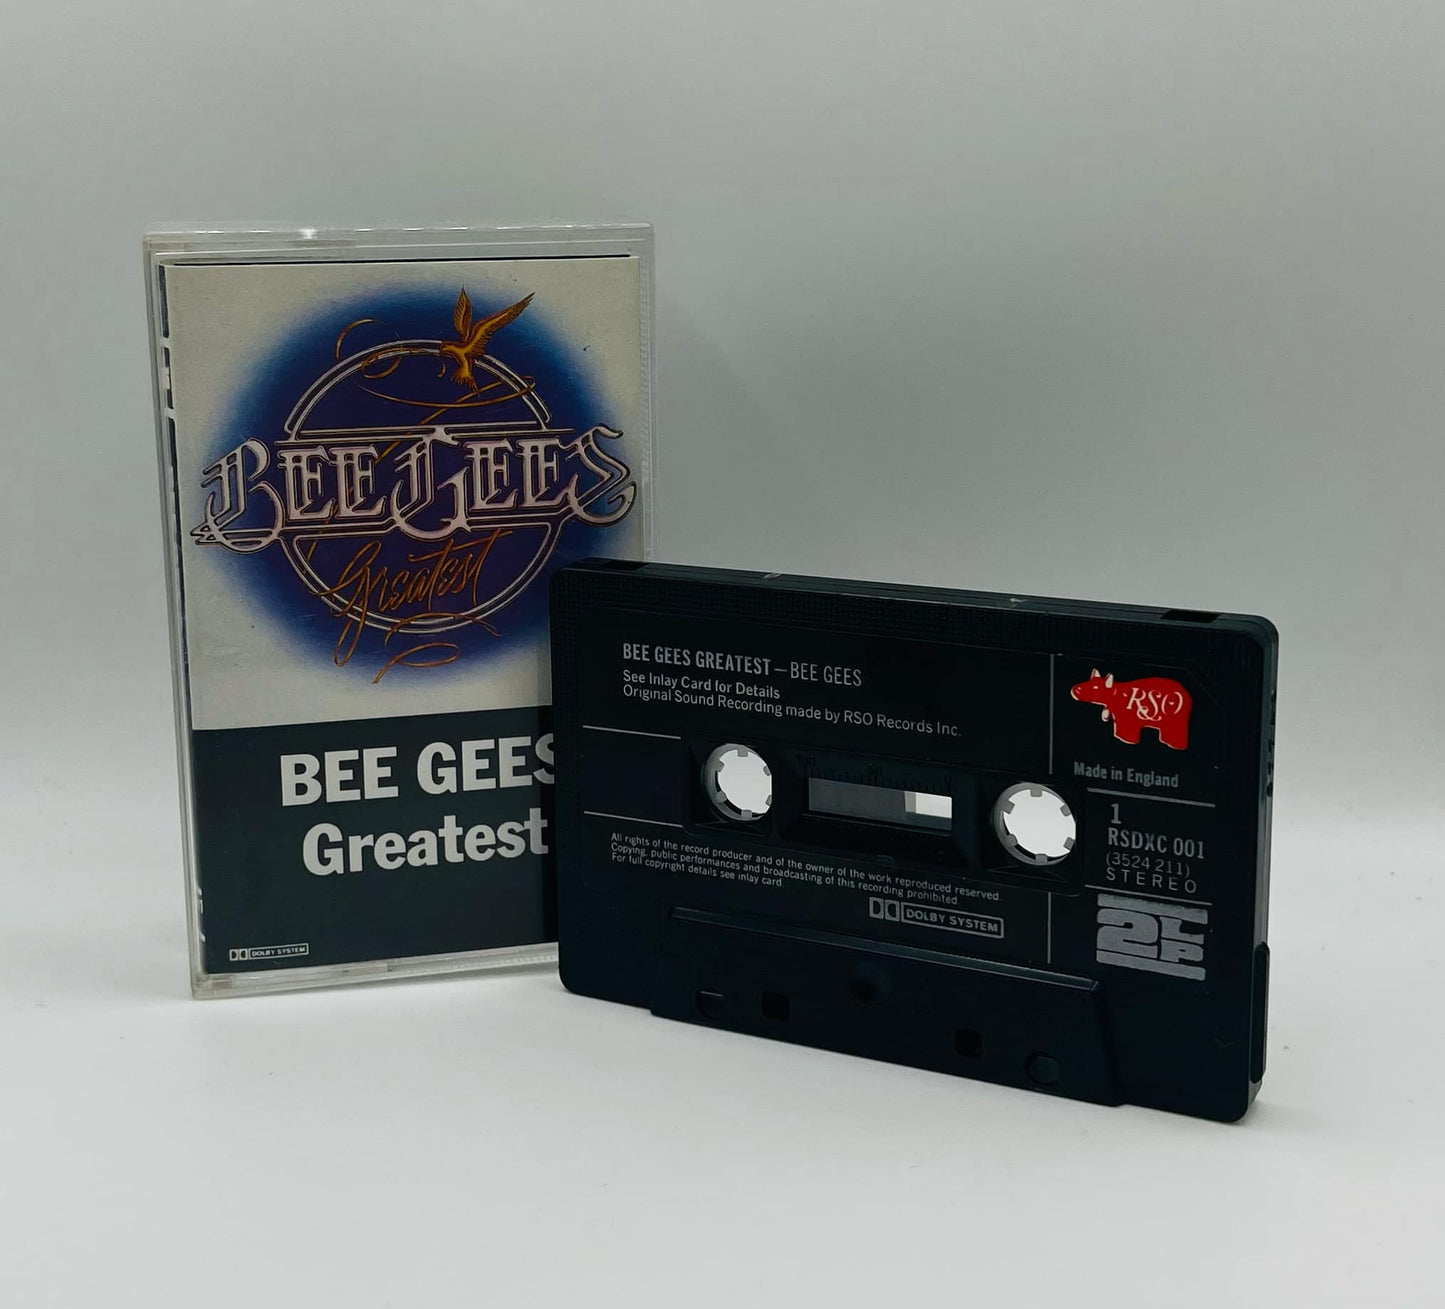 BEE GEES
Greatest
BEE GEES
Greatest
DOLBY SYSTEM
BEE GEES GREATEST — BEE GEES
See Inlay Card for Details
Original Sound Recording made by RSO Records Inc.
RSO
Made in England
1
RSDXC 001
(3524 211)
STEREO
2LP
100 50
All rights of the record producer and of the owner of the work reproduced reserved.
Copying, public performances and broadcasting of this recording prohibited
For full copyright details see inlay card
DOLBY SYSTEM